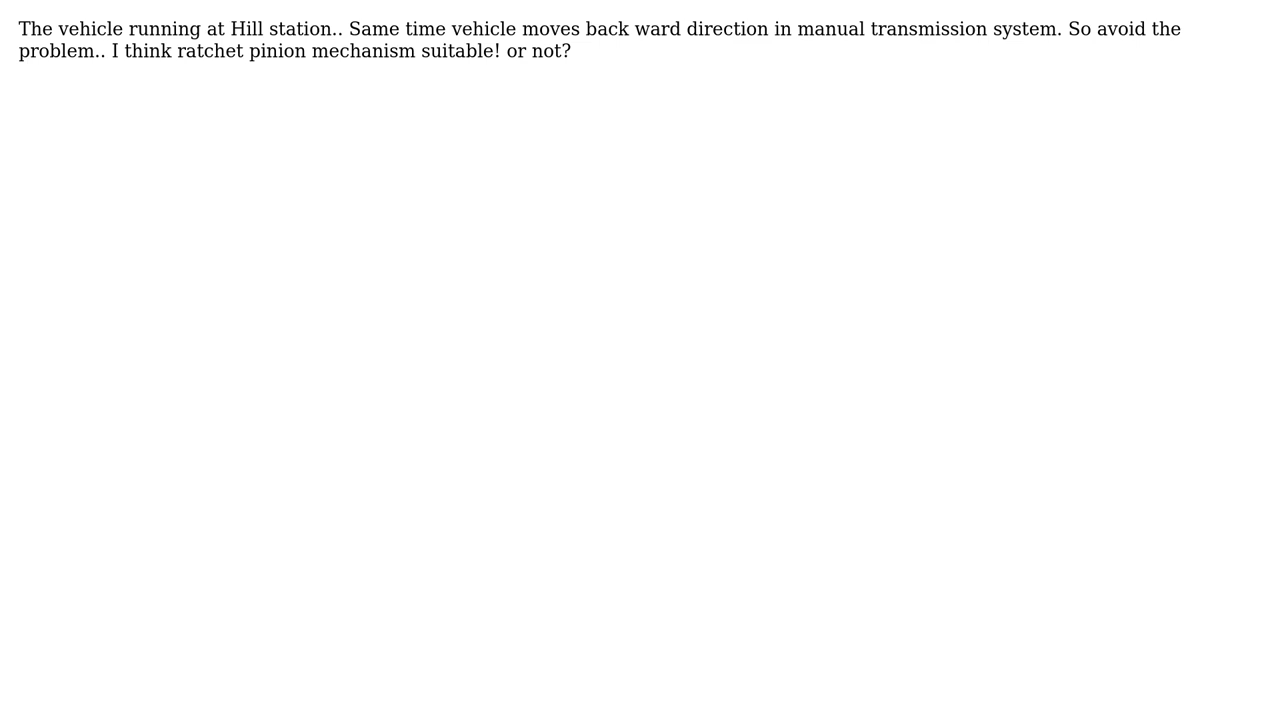 The vehicle running at Hill station.. Same time vehicle moves back ward direction in manual transmission system. So avoid the
problem.. I think ratchet pinion mechanism suitable! or not?